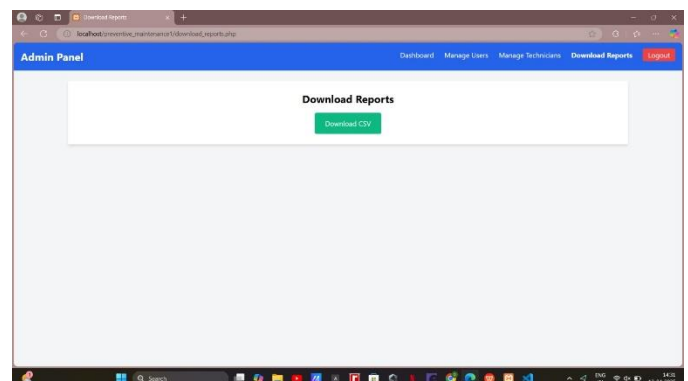 Download Reports
localhost/preventive_maintenance1/download_reports.php
Admin Panel
Dashboard Manage Users Manage Technicians Download Reports Logout
Download Reports
Download CSV
Search
ENG
14:31